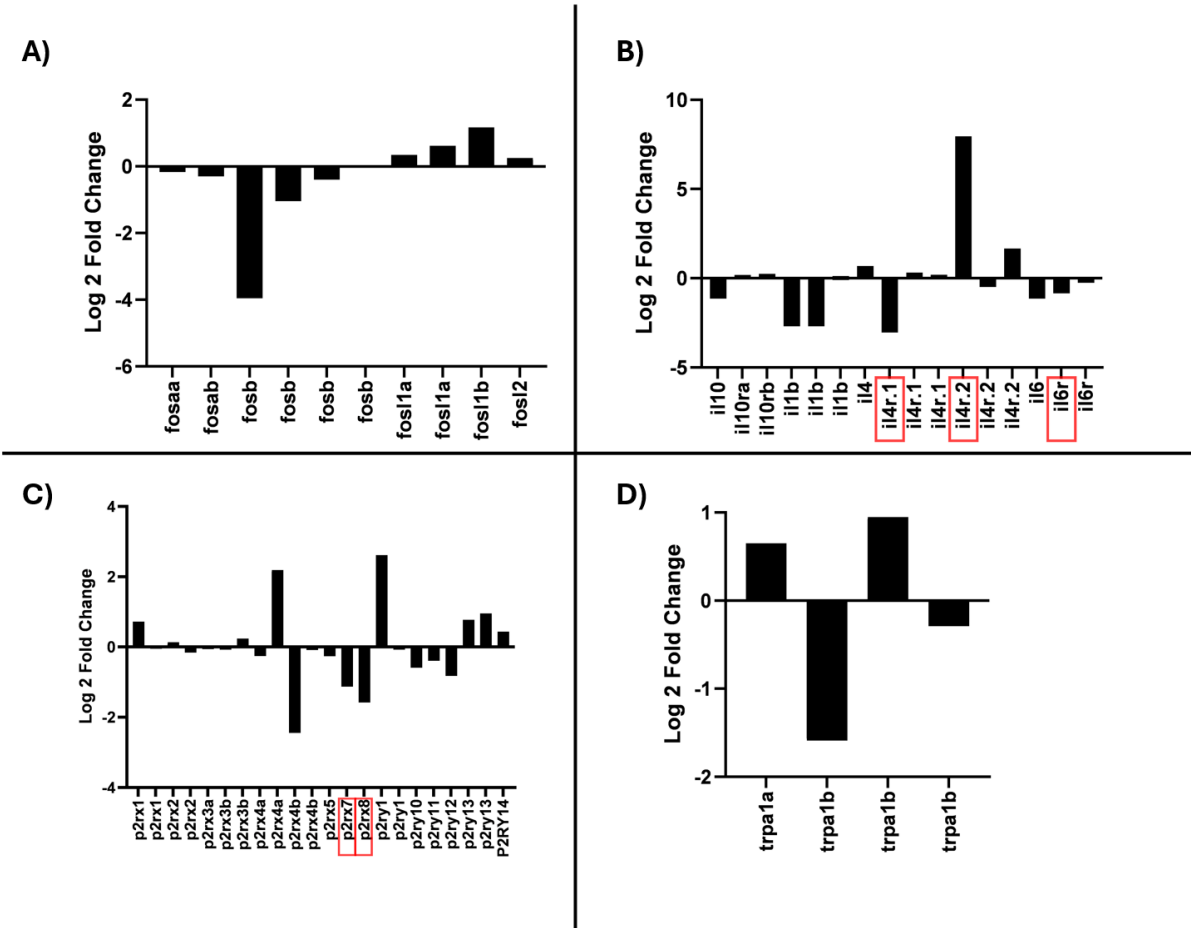 A)
Log 2 Fold Change
2
0
-2
-4
-6
fosaa
fosab
fosb
fosb
fosb
fosb
fosl1a
fosl1a
fosl1b
fosl2
B)
Log 2 Fold Change
10
5
0
-5
il10
il10ra
il10rb
il1b
il1b
il1b
il4
il4r.1
il4r.1
il4r.1
il4r.2
il4r.2
il4r.2
il6
il6r
il6r
C)
Log 2 Fold Change
4
2
0
-2
-4
p2rx1
p2rx1
p2rx2
p2rx2
p2rx3a
p2rx3b
p2rx3b
p2rx4a
p2rx4a
p2rx4b
p2rx4b
p2rx5
p2rx7
p2rx8
p2ry1
p2ry1
p2ry10
p2ry11
p2ry12
p2ry13
p2ry13
P2RY14
D)
Log 2 Fold Change
1
0
-1
-2
trpa1a
trpa1b
trpa1b
trpa1b